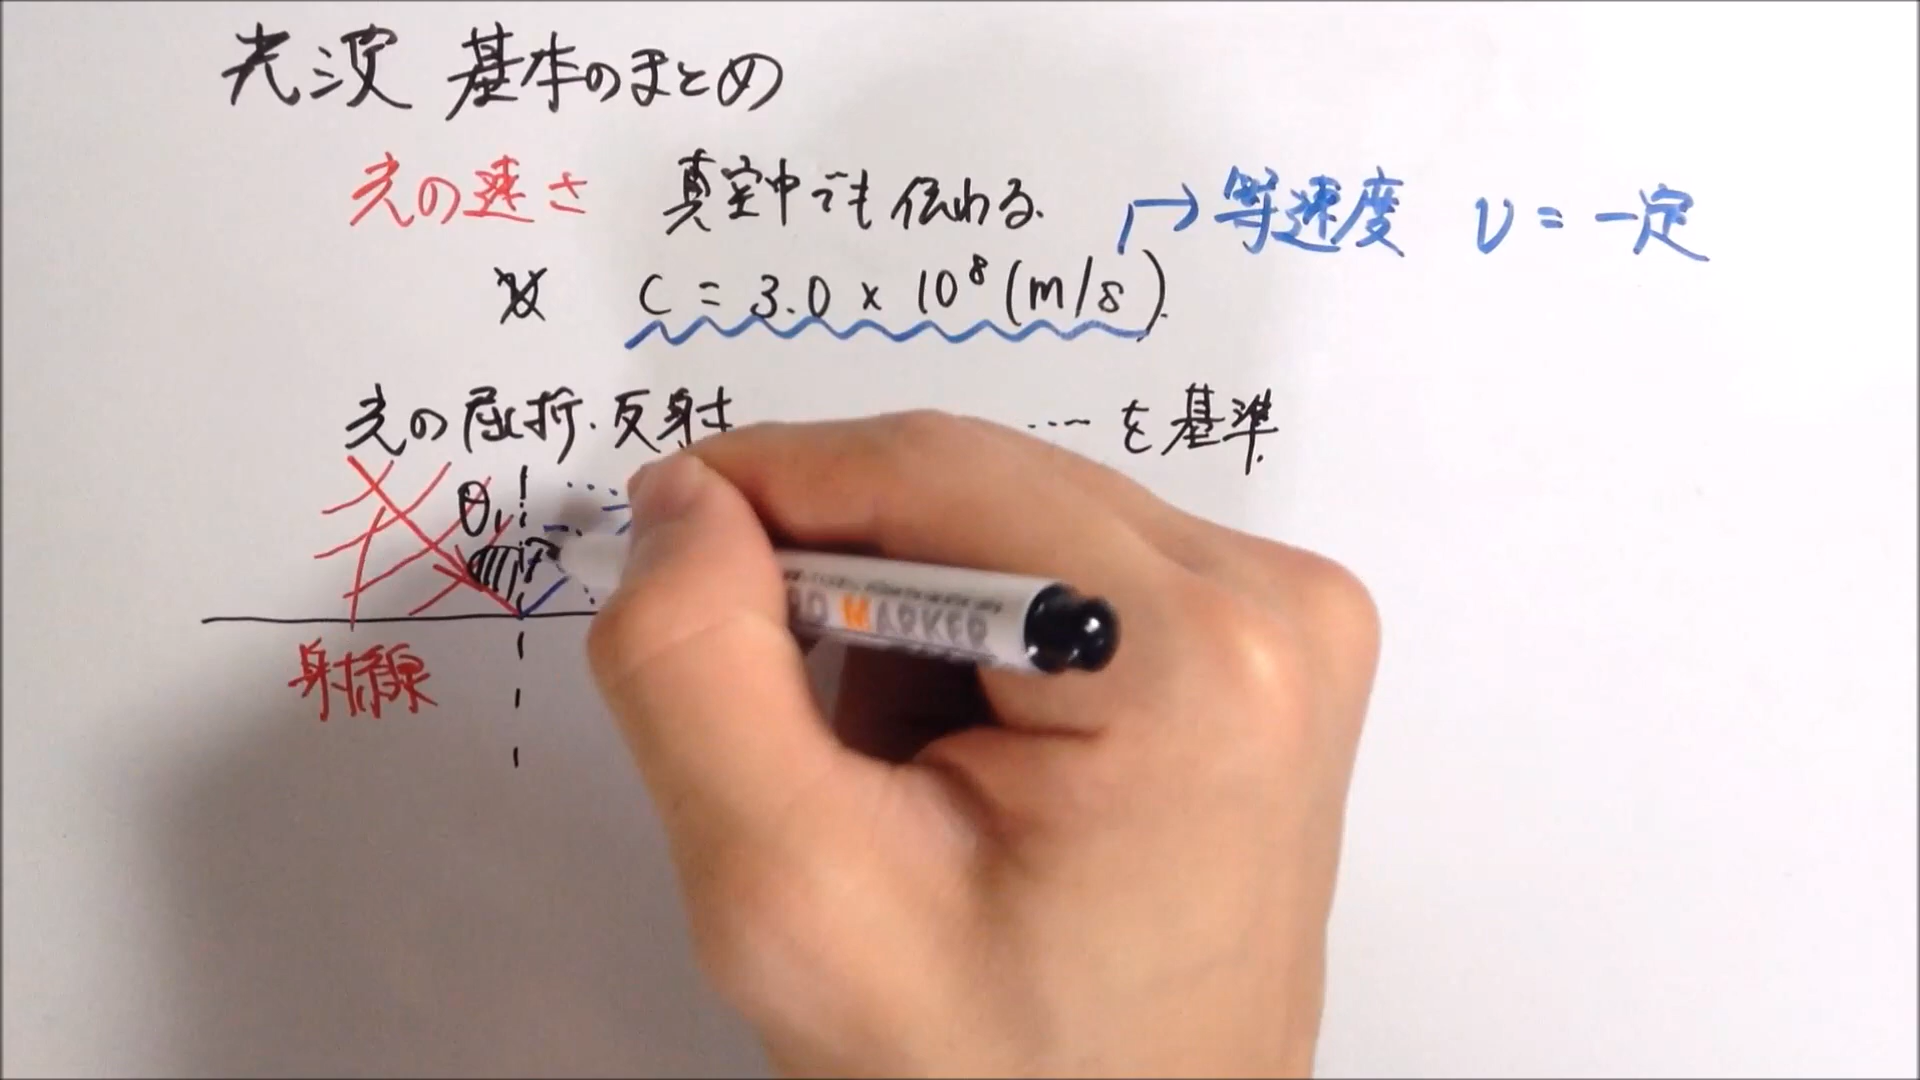 光波 基本のまとめ
光の速さ 真空中でも伝わる. → 等速度 v = 一定
c = 3.0 × 10⁸ (m/s).
光の屈折・反射 ---- を基準.
θ₁
射線
MARKER